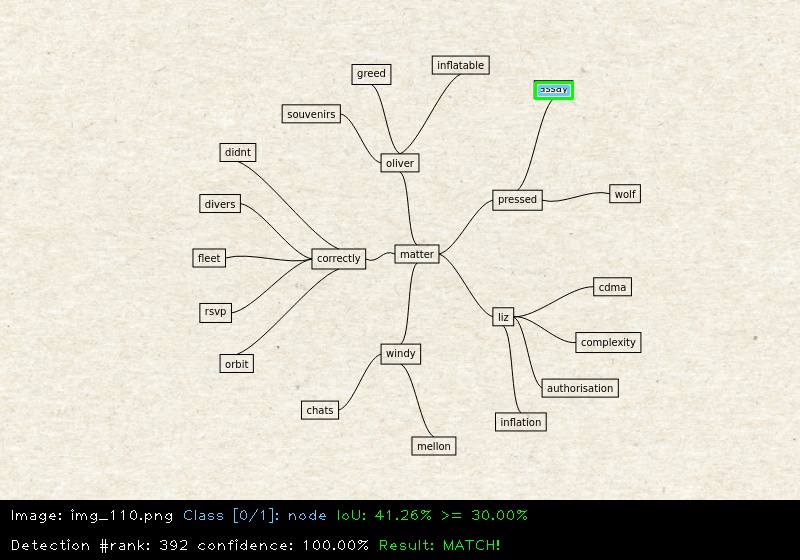 inflatable
greed
assay
souvenirs
didnt
oliver
wolf
pressed
divers
matter
fleet
correctly
cdma
rsvp
liz
complexity
windy
orbit
authorisation
chats
inflation
mellon
Image: img_110.png Class [0/1]: node IoU: 41.26% >= 30.00%
Detection #rank: 392 confidence: 100.00% Result: MATCH!